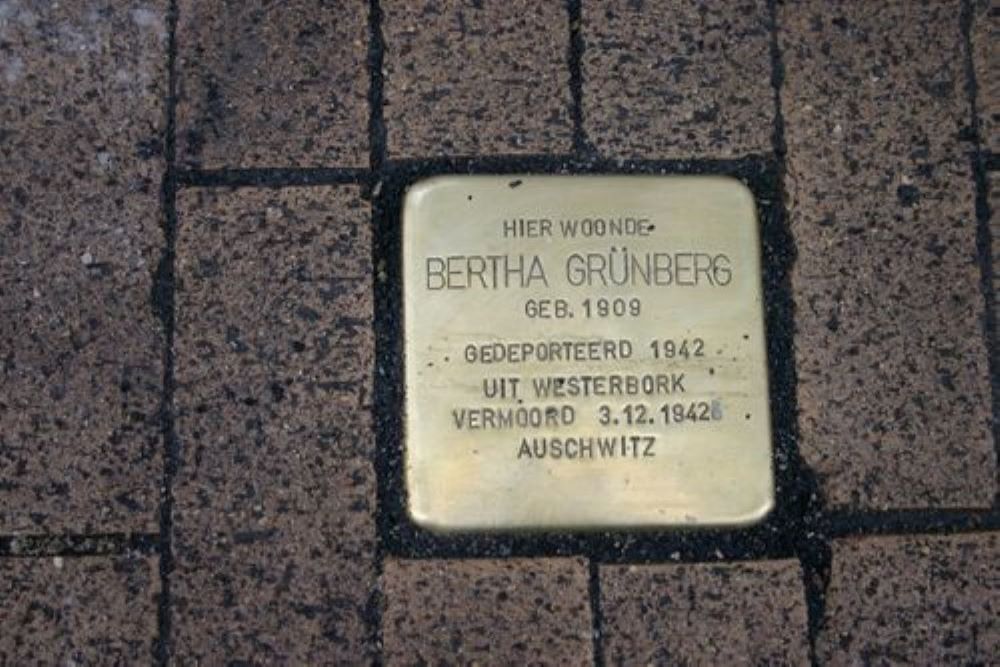 HIER WOONDE
BERTHA GRÜNBERG
GEB. 1909
GEDEPORTEERD 1942
UIT WESTERBORK
VERMOORD 3.12.1942
AUSCHWITZ